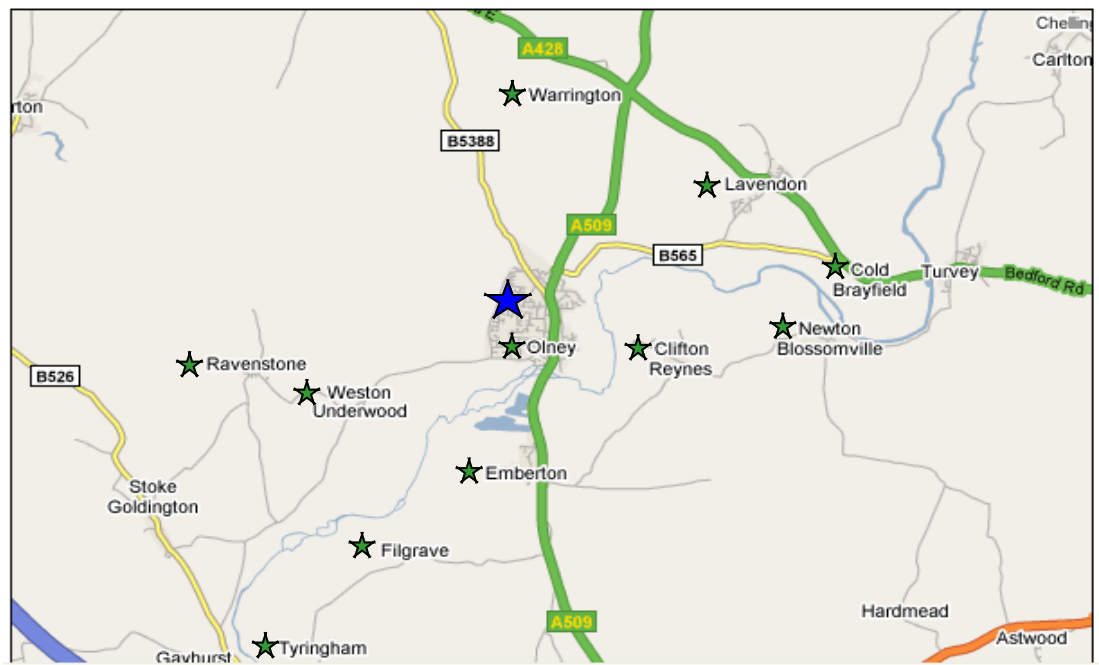 Chelling
A428
Carlton
Warrington
rton
B5388
Lavendon
A509
B565
Cold
Brayfield
Turvey
Bedford Rd
Newton
Blossomville
Olney
Clifton
Reynes
Ravenstone
B526
Weston
Underwood
Emberton
Stoke
Goldington
Filgrave
Hardmead
A509
Astwood
Tyringham
Gayhurst